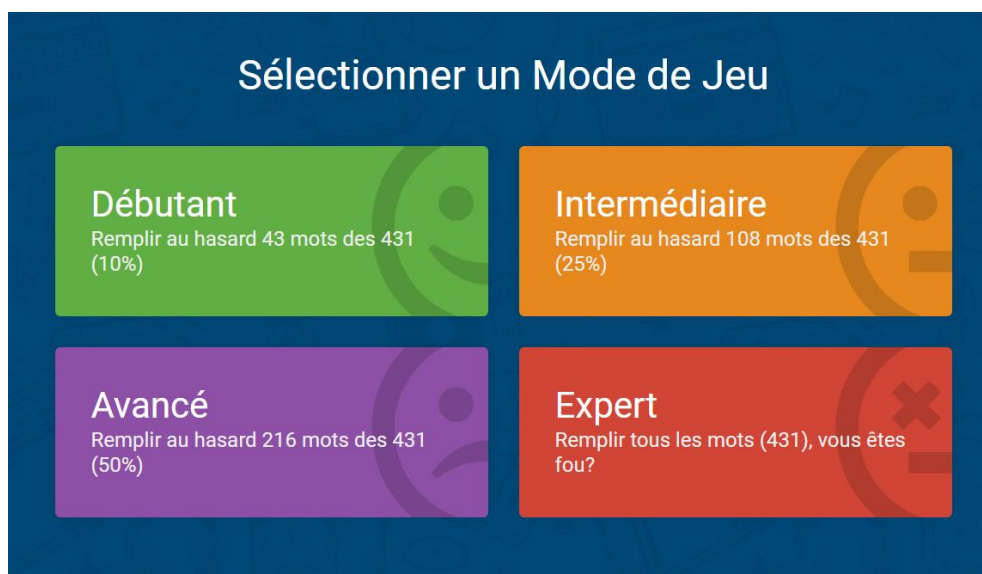 Sélectionner un Mode de Jeu
Débutant
Remplir au hasard 43 mots des 431
(10%)
Intermédiaire
Remplir au hasard 108 mots des 431
(25%)
Avancé
Remplir au hasard 216 mots des 431
(50%)
Expert
Remplir tous les mots (431), vous êtes
fou?